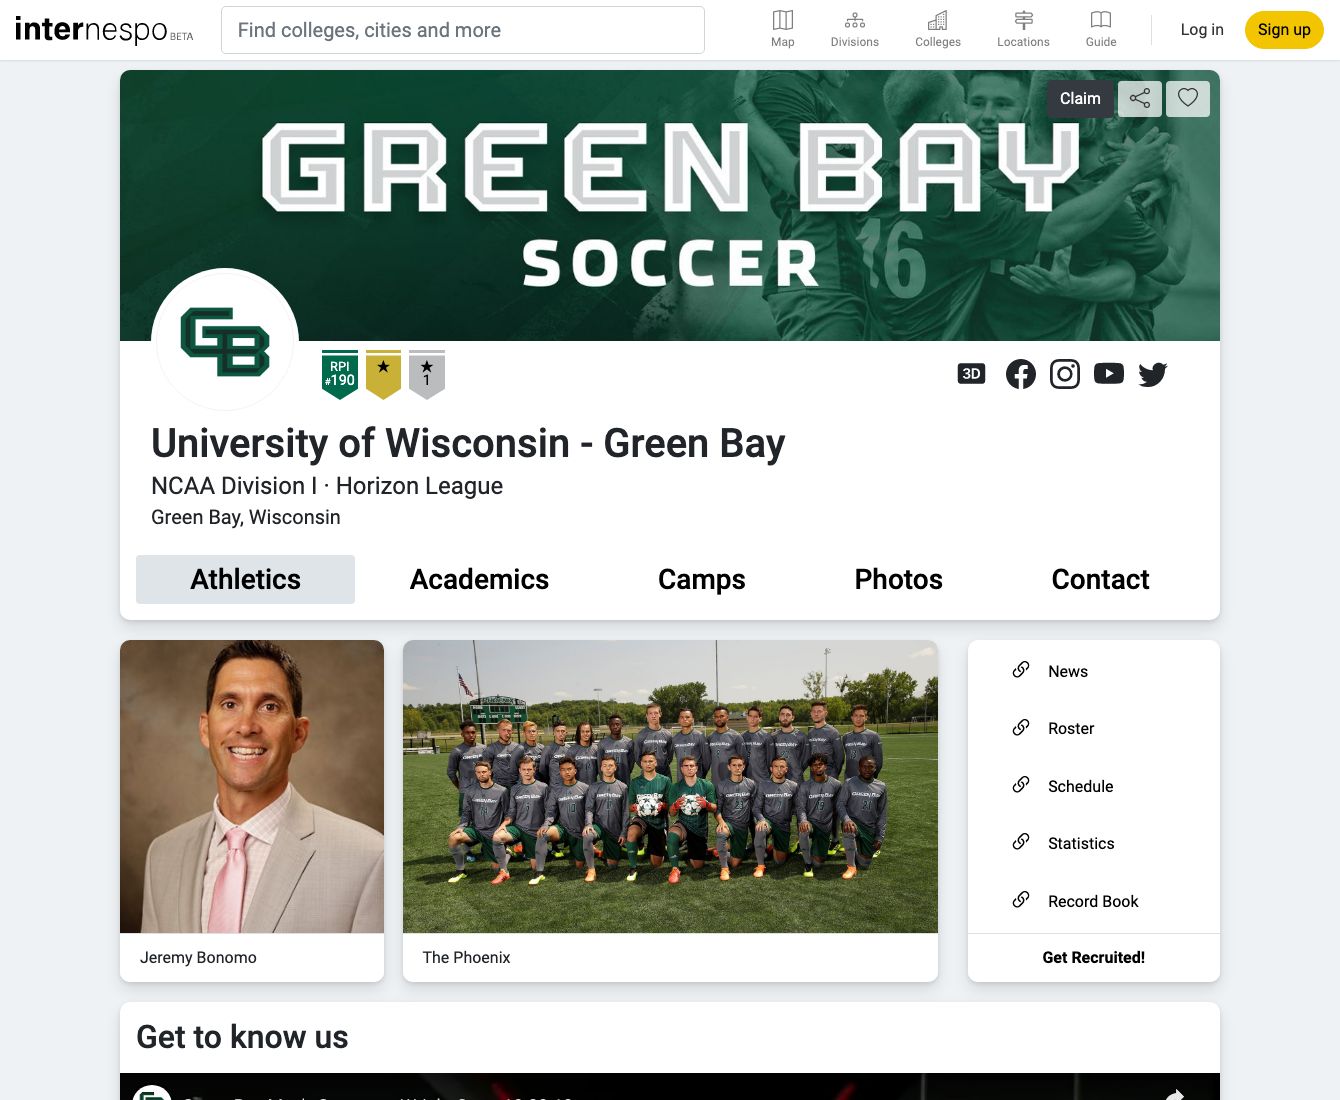 internespo BETA
Find colleges, cities and more
Map
Divisions
Colleges
Locations
Guide
Log in
Sign up
Claim
GREEN BAY
SOCCER
16
GB
RPI
#190
1
3D
University of Wisconsin - Green Bay
NCAA Division I · Horizon League
Green Bay, Wisconsin
Athletics
Academics
Camps
Photos
Contact
News
Roster
Schedule
Statistics
Record Book
Jeremy Bonomo
The Phoenix
Get Recruited!
Get to know us